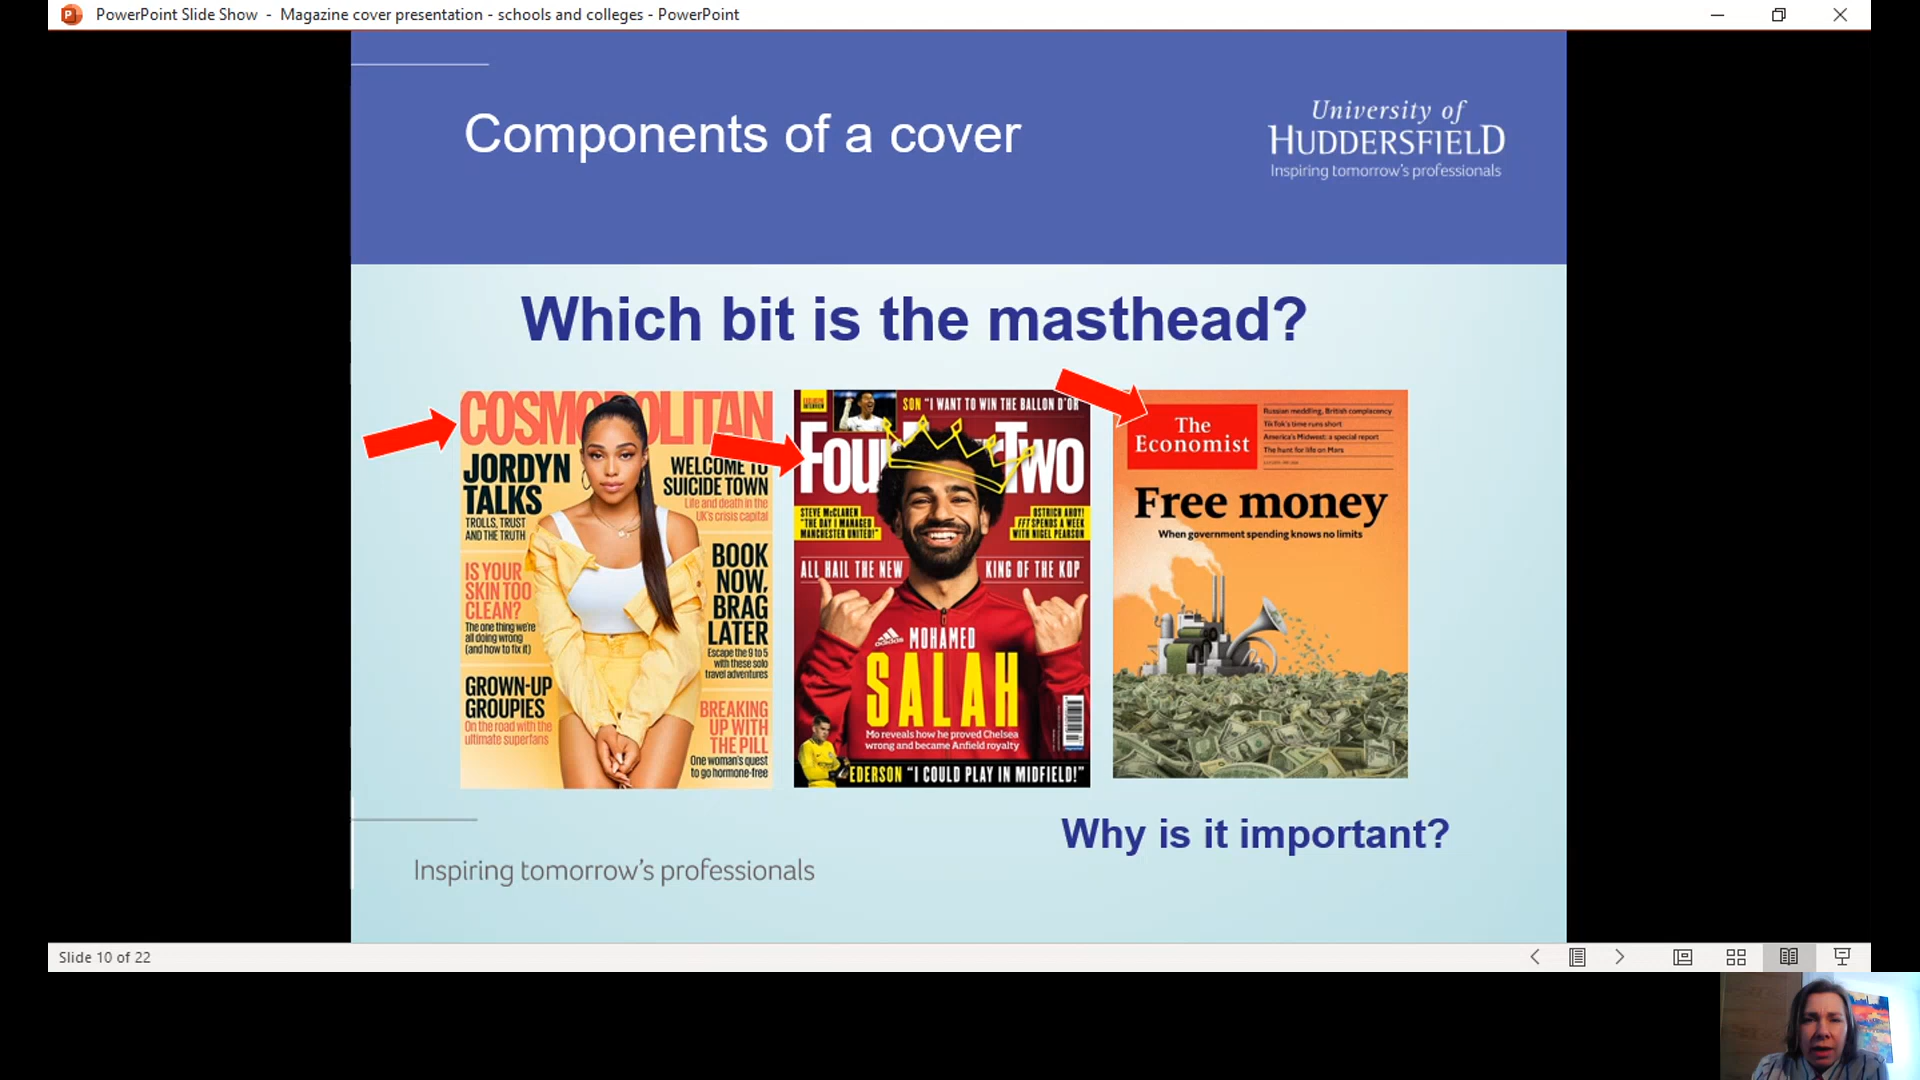 PowerPoint Slide Show - Magazine cover presentation - schools and colleges - PowerPoint
Components of a cover
University of
HUDDERSFIELD
Inspiring tomorrow's professionals
Which bit is the masthead?
COSMOPOLITAN
JORDYN
TALKS
TROLLS, TRUST
AND THE TRUTH
IS YOUR
SKIN TOO
CLEAN?
The one thing we're
all doing wrong
(and how to fix it)
GROWN-UP
GROUPIES
On the road with the
ultimate superfans
WELCOME TO
SUICIDE TOWN
Life and death in the
UK's crisis capital
BOOK
NOW,
BRAG
LATER
Escape the 9 to 5
with these solo
travel adventures
BREAKING
UP WITH
THE PILL
One woman's quest
to go hormone-free
EXCLUSIVE
INTERVIEW
SON "I WANT TO WIN THE BALLON D'OR
FourFourTwo
STEVE McCLAREN
"THE DAY I MANAGED
MANCHESTER UNITED!"
OSTRICH AHOY!
FFT SPENDS A WEEK
WITH NIGEL PEARSON
ALL HAIL THE NEW KING OF THE KOP
adidas
MOHAMED
SALAH
Mo reveals how he proved Chelsea
wrong and became Anfield royalty
EDERSON "I COULD PLAY IN MIDFIELD!"
The
Economist
Russian meddling, British complacency
TikTok's time runs short
America's Midwest: a special report
The hunt for life on Mars
Free money
When government spending knows no limits
Why is it important?
Inspiring tomorrow's professionals
Slide 10 of 22